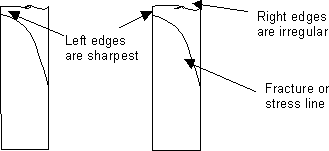 Left edges
are sharpest
Right edges
are irregular
Fracture or
stress line